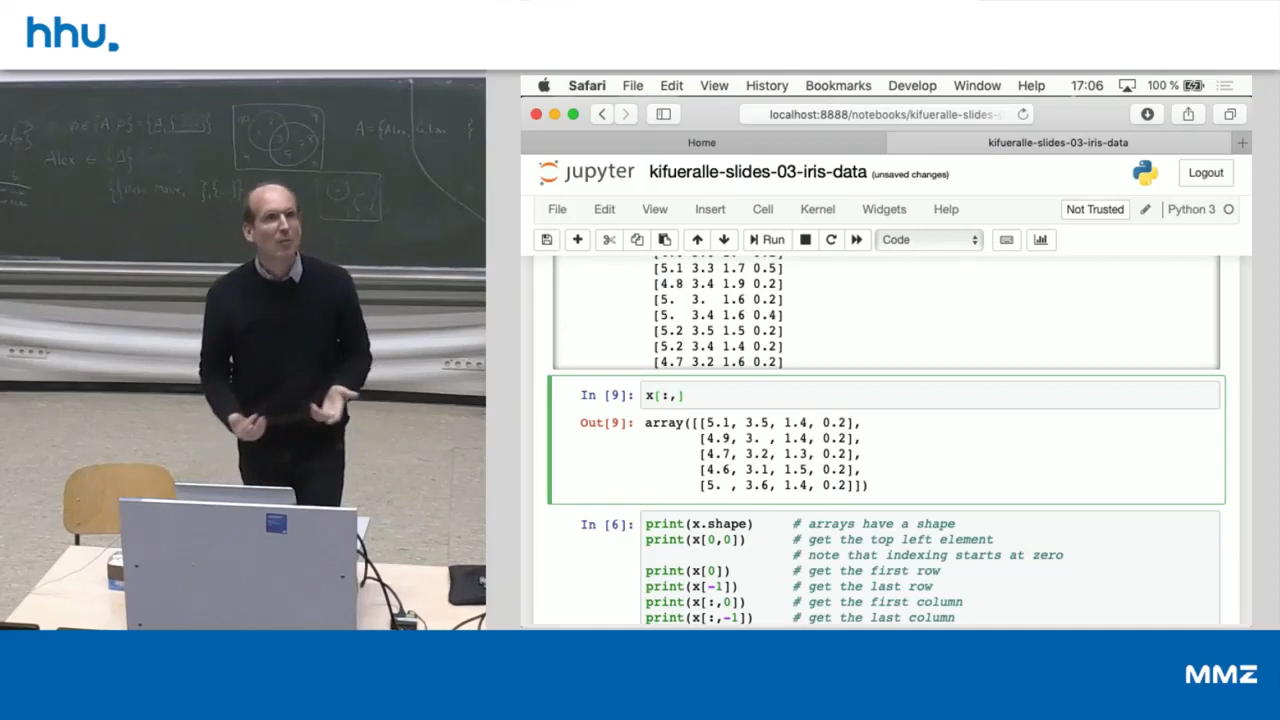 hhu.
Safari File Edit View History Bookmarks Develop Window Help 17:06 100 %
localhost:8888/notebooks/kifueralle-slides-
Home kifueralle-slides-03-iris-data
jupyter kifueralle-slides-03-iris-data (unsaved changes) Logout
File Edit View Insert Cell Kernel Widgets Help Not Trusted Python 3
Run Code
[5.1 3.3 1.7 0.5]
[4.8 3.4 1.9 0.2]
[5. 3. 1.6 0.2]
[5. 3.4 1.6 0.4]
[5.2 3.5 1.5 0.2]
[5.2 3.4 1.4 0.2]
[4.7 3.2 1.6 0.2]
In [9]: x[:,]
Out[9]: array([[5.1, 3.5, 1.4, 0.2],
[4.9, 3. , 1.4, 0.2],
[4.7, 3.2, 1.3, 0.2],
[4.6, 3.1, 1.5, 0.2],
[5. , 3.6, 1.4, 0.2]])
In [6]: print(x.shape) # arrays have a shape
print(x[0,0]) # get the top left element
# note that indexing starts at zero
print(x[0]) # get the first row
print(x[-1]) # get the last row
print(x[:,0]) # get the first column
print(x[:,-1]) # get the last column
Alex ∈ {A}
MMZ